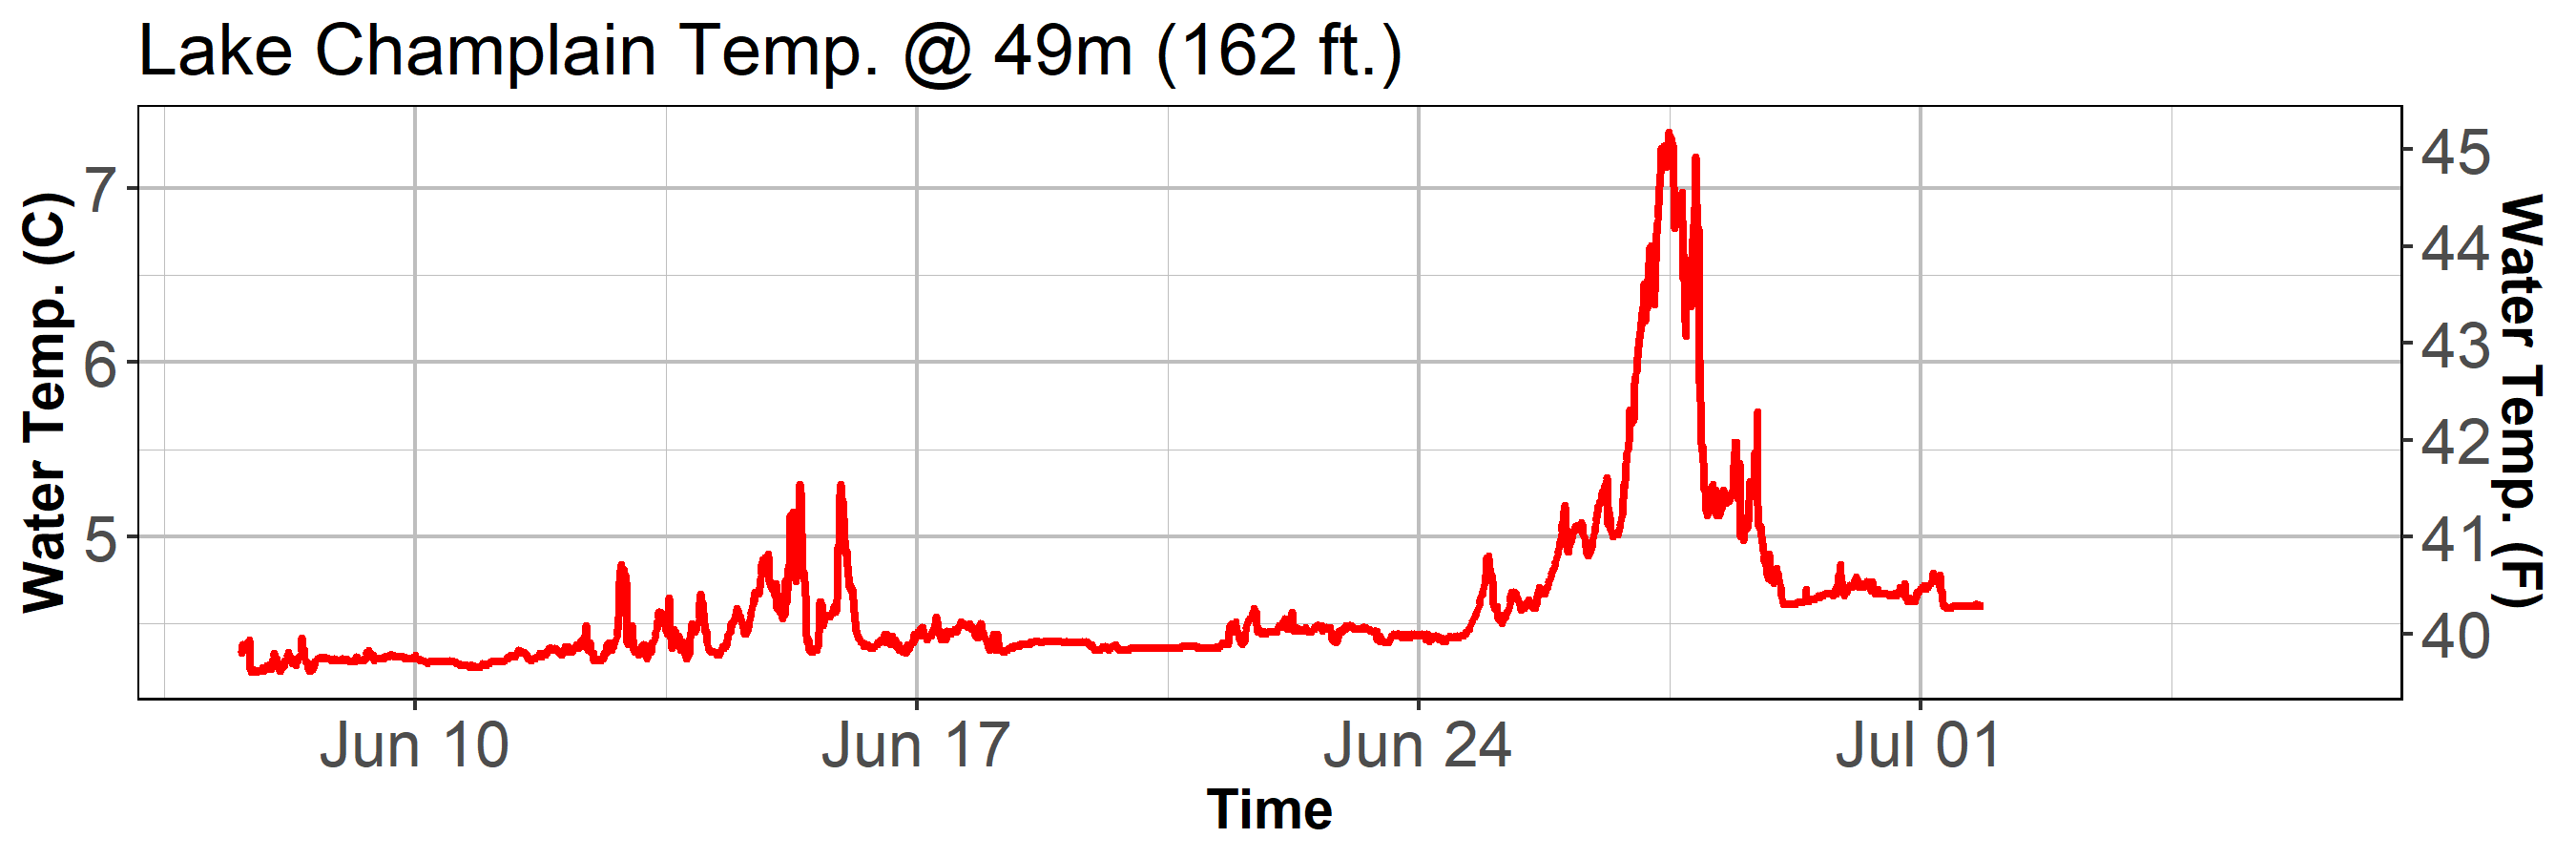 Lake Champlain Temp. @ 49m (162 ft.)
Water Temp. (C)
7
6
5
45
44
43
42
41
40
Water Temp. (F)
Jun 10
Jun 17
Jun 24
Jul 01
Time